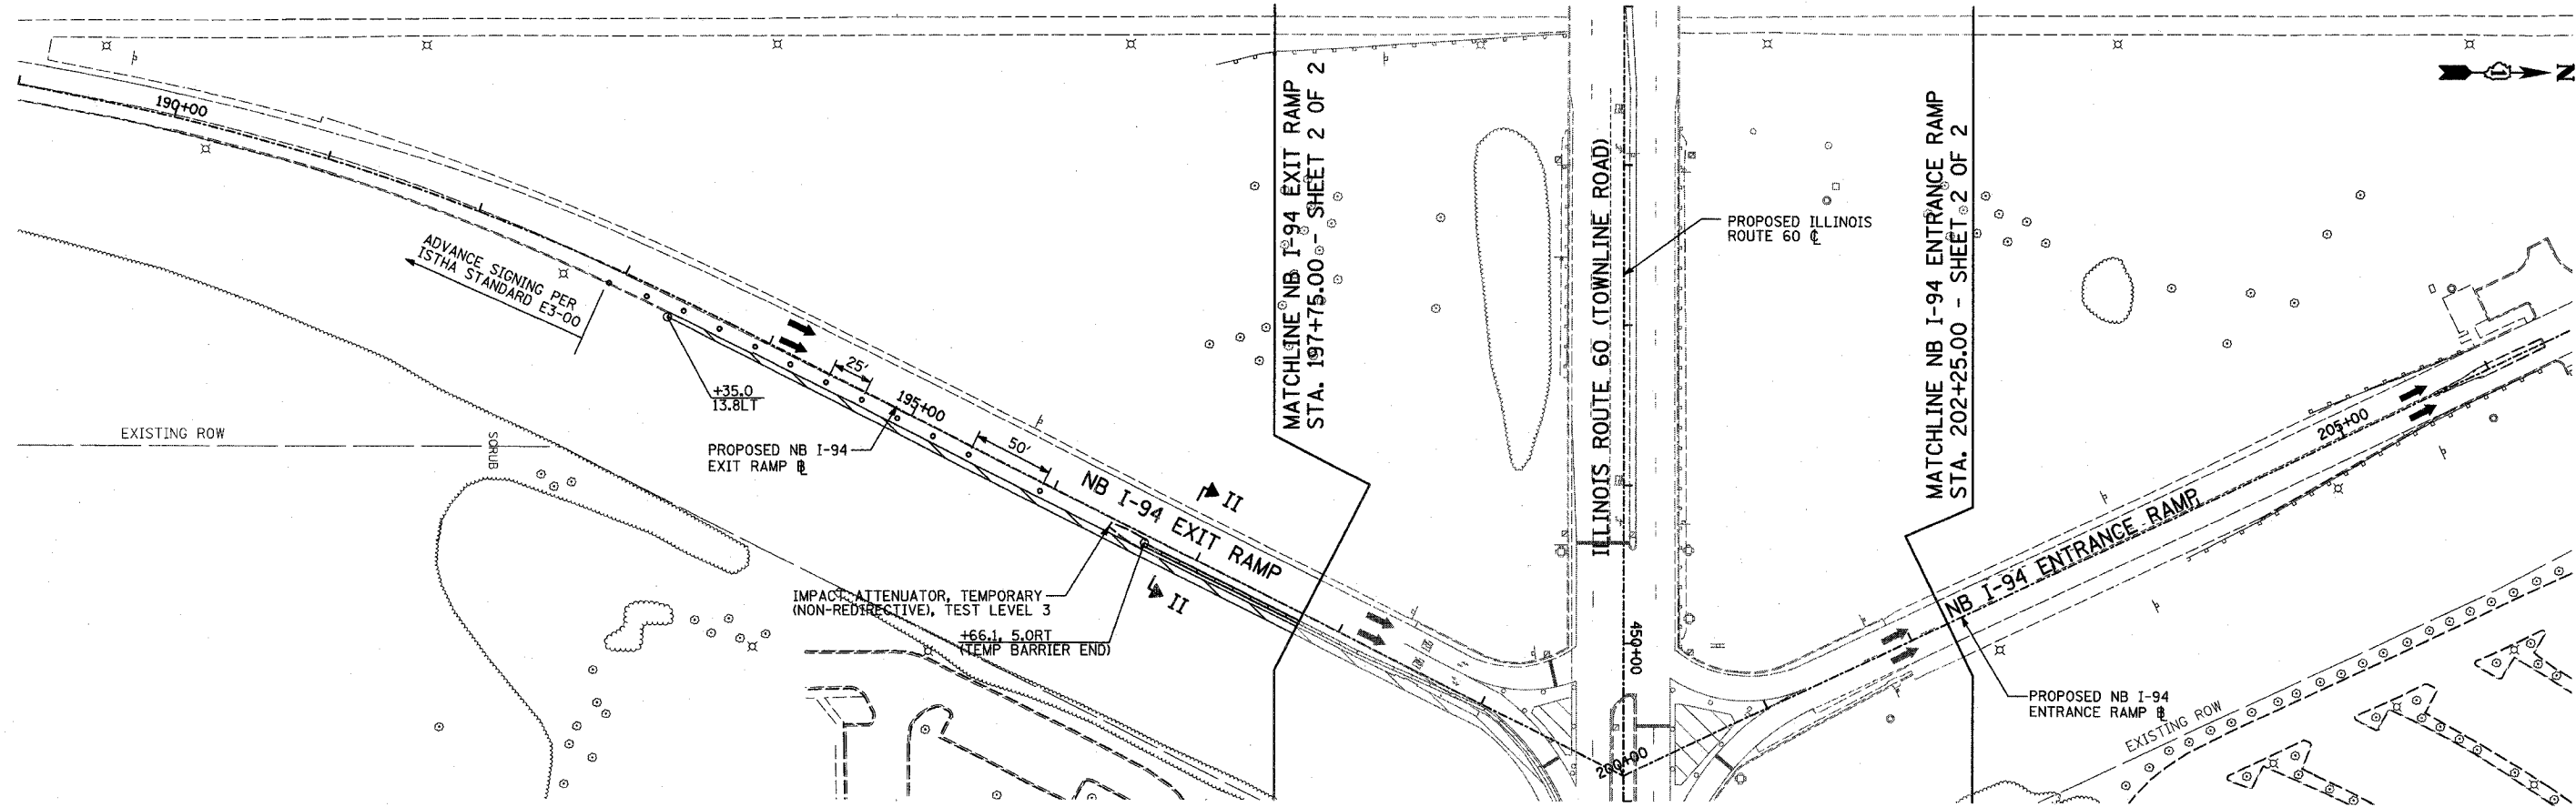 190+00
ADVANCE SIGNING PER
ISTHA STANDARD E3-00
+35.0
13.8LT
25'
195+00
PROPOSED NB I-94
EXIT RAMP ℄
50'
EXISTING ROW
SCRUB
NB I-94 EXIT RAMP
II
II
IMPACT ATTENUATOR, TEMPORARY
(NON-REDIRECTIVE), TEST LEVEL 3
+66.1, 5.0RT
(TEMP BARRIER END)
MATCHLINE NB I-94 EXIT RAMP
STA. 197+75.00 - SHEET 2 OF 2
ILLINOIS ROUTE 60 (TOWNLINE ROAD)
PROPOSED ILLINOIS
ROUTE 60 ℄
450+00
200+00
MATCHLINE NB I-94 ENTRANCE RAMP
STA. 202+25.00 - SHEET 2 OF 2
N
205+00
NB I-94 ENTRANCE RAMP
PROPOSED NB I-94
ENTRANCE RAMP ℄
EXISTING ROW